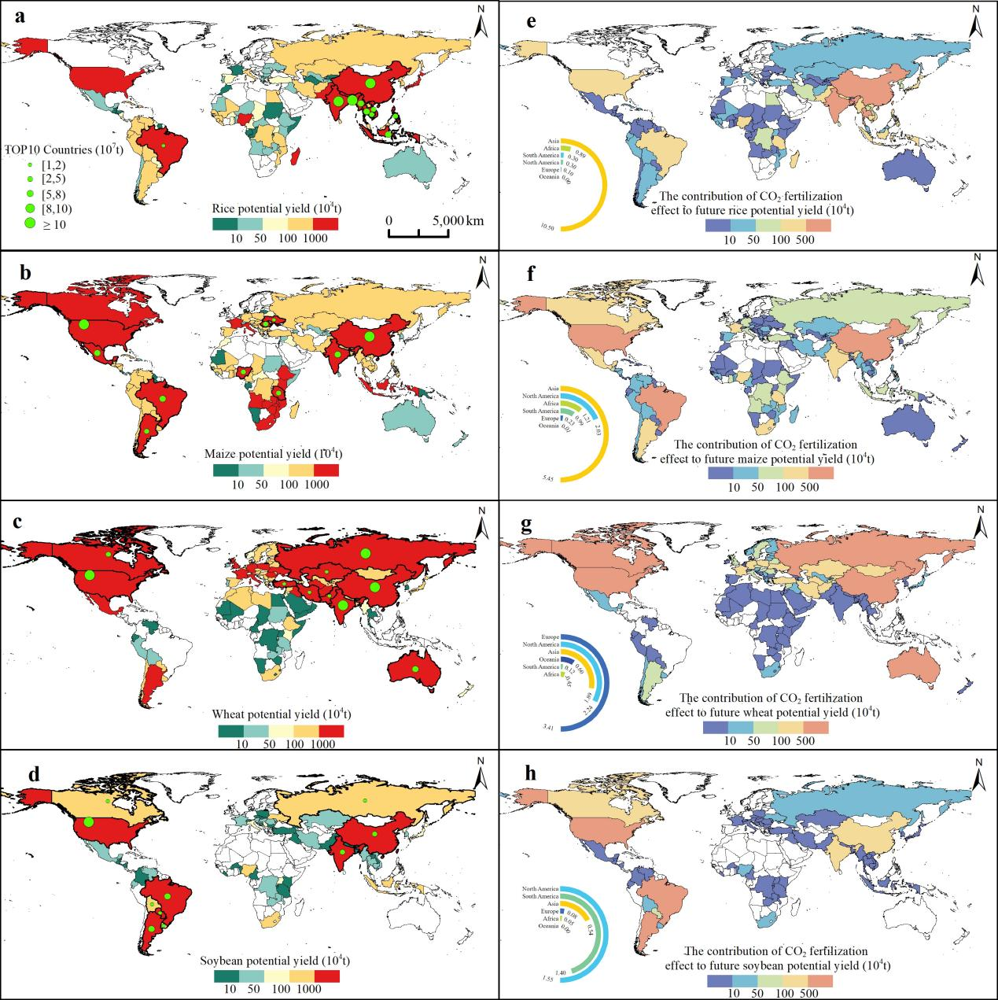 a
N
TOP10 Countries (10⁷t)
[1,2)
[2,5)
[5,8)
[8,10)
≥ 10
Rice potential yield (10⁴t)
10 50 100 1000
0 5,000 km
e
N
Asia
Africa
South America
North America
Europe
Oceania
0.89
0.30
0.30
0.10
0.00
10.50
The contribution of CO₂ fertilization
effect to future rice potential yield (10⁴t)
10 50 100 500
b
N
Maize potential yield (10⁴t)
10 50 100 1000
f
N
Asia
North America
Africa
South America
Europe
Oceania
2.03
1.21
0.99
0.23
0.01
5.45
The contribution of CO₂ fertilization
effect to future maize potential yield (10⁴t)
10 50 100 500
c
N
Wheat potential yield (10⁴t)
10 50 100 1000
g
N
Europe
North America
Asia
Oceania
South America
Africa
0.60
0.12
1.89
2.24
3.41
The contribution of CO₂ fertilization
effect to future wheat potential yield (10⁴t)
10 50 100 500
d
N
Soybean potential yield (10⁴t)
10 50 100 1000
h
N
North America
South America
Asia
Europe
Africa
Oceania
0.08
0.05
0.00
0.54
1.40
1.55
The contribution of CO₂ fertilization
effect to future soybean potential yield (10⁴t)
10 50 100 500